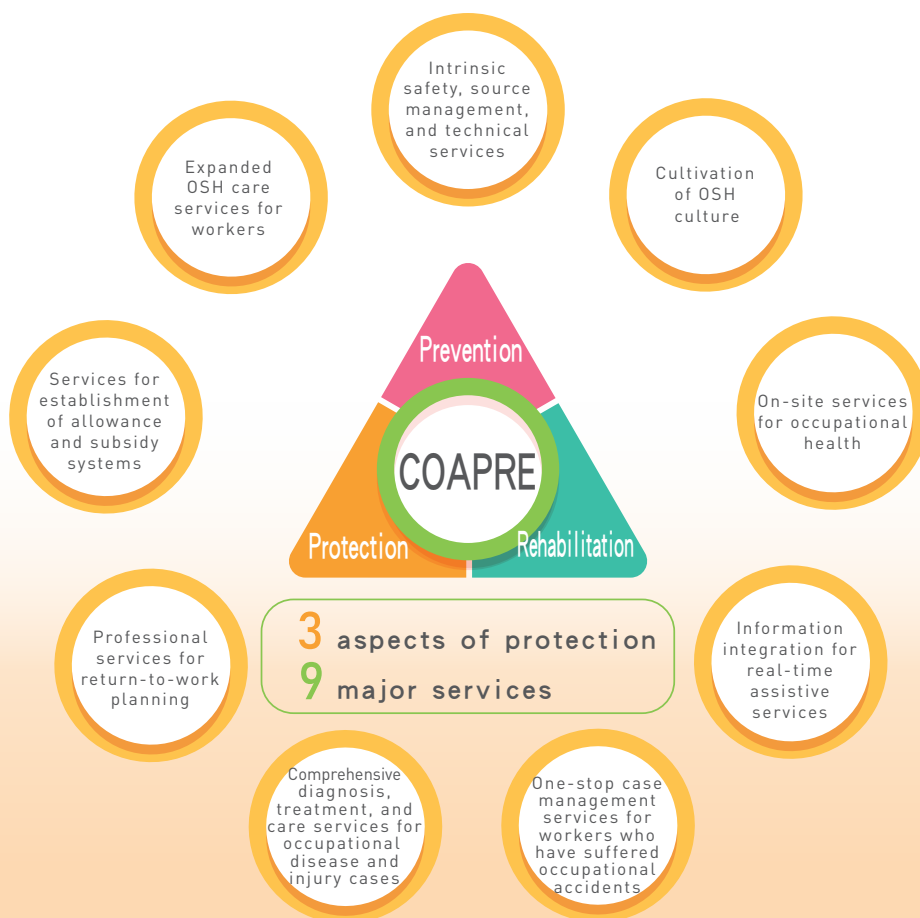 Intrinsic
safety, source
management,
and technical
services
Expanded
OSH care
services for
workers
Cultivation
of OSH
culture
Services for
establishment
of allowance
and subsidy
systems
On-site services
for occupational
health
Prevention
COAPRE
Protection
Rehabilitation
3 aspects of protection
9 major services
Professional
services for
return-to-work
planning
Information
integration for
real-time
assistive
services
Comprehensive
diagnosis,
treatment, and
care services for
occupational
disease and
injury cases
One-stop case
management
services for
workers who
have suffered
occupational
accidents